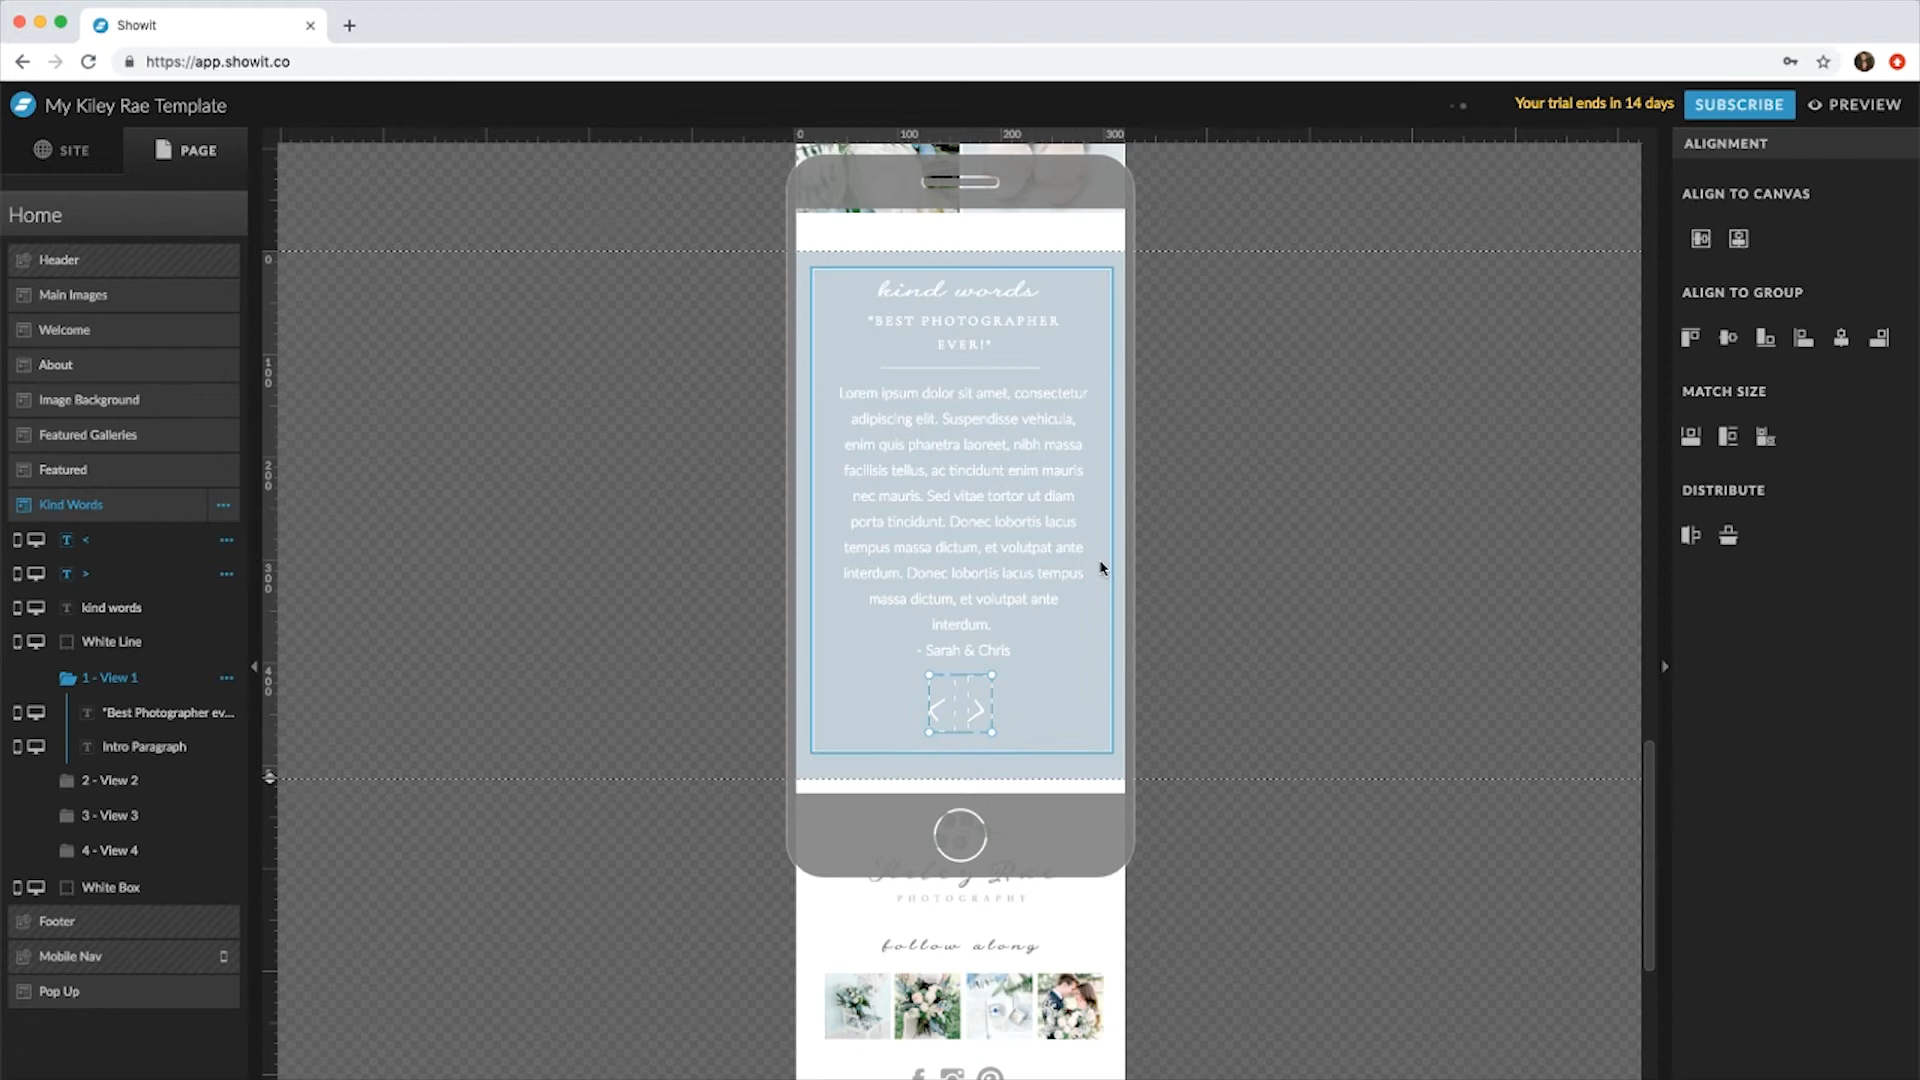 Showit
https://app.showit.co
My Kiley Rae Template
Your trial ends in 14 days
SUBSCRIBE
PREVIEW
SITE
PAGE
Home
Header
Main Images
Welcome
About
Image Background
Featured Galleries
Featured
Kind Words
T <
T >
T kind words
White Line
1 - View 1
T "Best Photographer ev...
T Intro Paragraph
2 - View 2
3 - View 3
4 - View 4
White Box
Footer
Mobile Nav
Pop Up
0 100 200 300
0
100
200
300
400
kind words
"BEST PHOTOGRAPHER
EVER!"
Lorem ipsum dolor sit amet, consectetur
adipiscing elit. Suspendisse vehicula,
enim quis pharetra laoreet, nibh massa
facilisis tellus, ac tincidunt enim mauris
nec mauris. Sed vitae tortor ut diam
porta tincidunt. Donec lobortis lacus
tempus massa dictum, et volutpat ante
interdum. Donec lobortis lacus tempus
massa dictum, et volutpat ante
interdum.
- Sarah & Chris
< >
Kiley Rae
PHOTOGRAPHY
follow along
ALIGNMENT
ALIGN TO CANVAS
ALIGN TO GROUP
MATCH SIZE
DISTRIBUTE